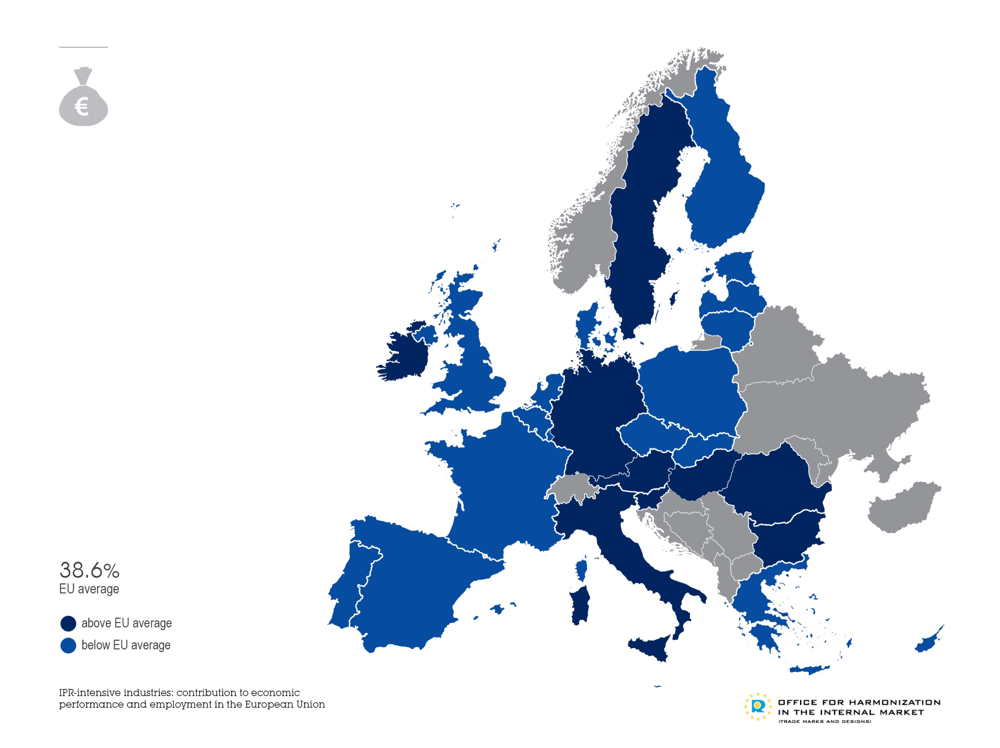 €
38.6%
EU average
above EU average
below EU average
IPR-intensive industries: contribution to economic
performance and employment in the European Union
R
OFFICE FOR HARMONIZATION
IN THE INTERNAL MARKET
(TRADE MARKS AND DESIGNS)